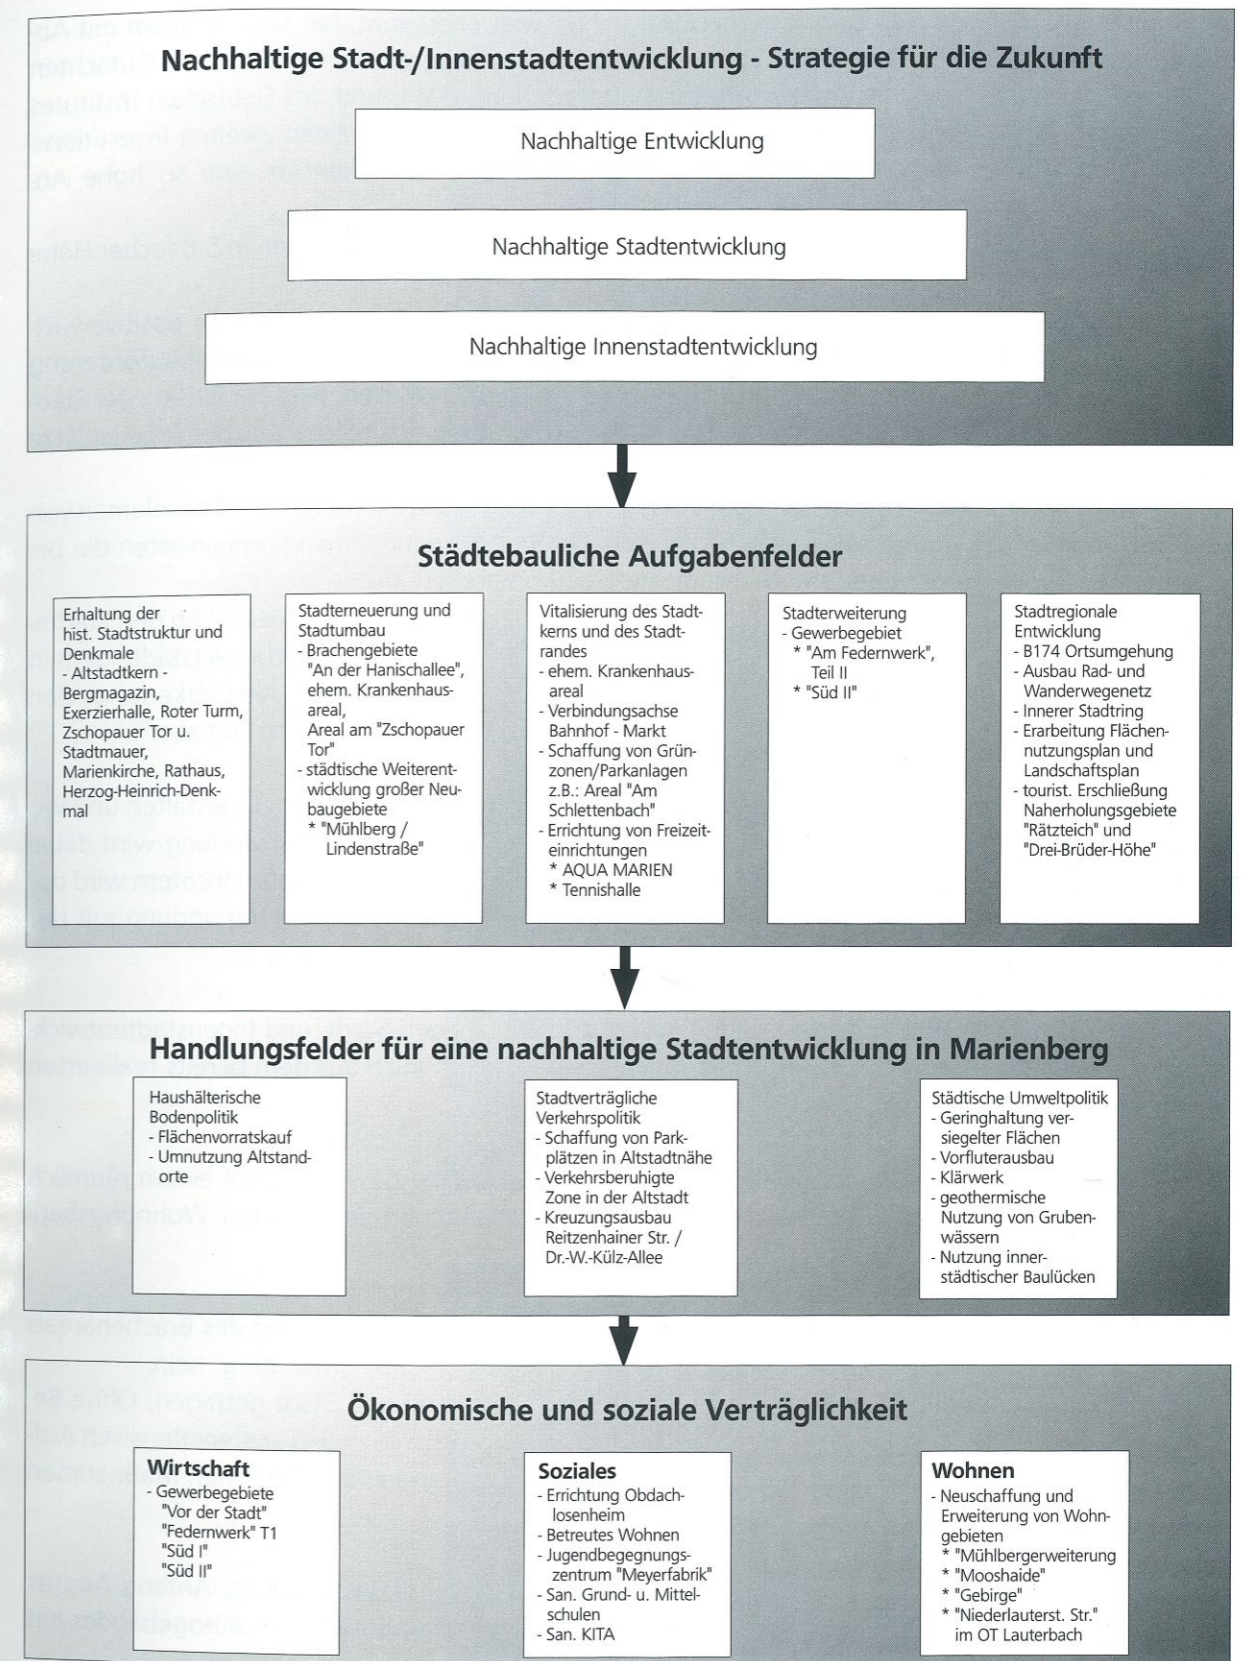 Nachhaltige Stadt-/Innenstadtentwicklung - Strategie für die Zukunft
Nachhaltige Entwicklung
Nachhaltige Stadtentwicklung
Nachhaltige Innenstadtentwicklung
Städtebauliche Aufgabenfelder
Erhaltung der
hist. Stadtstruktur und
Denkmale
- Altstadtkern -
Bergmagazin,
Exerzierhalle, Roter Turm,
Zschopauer Tor u.
Stadtmauer,
Marienkirche, Rathaus,
Herzog-Heinrich-Denk-
mal
Stadterneuerung und
Stadtumbau
- Brachengebiete
"An der Hanischallee",
ehem. Krankenhaus-
areal,
Areal am "Zschopauer
Tor"
- städtische Weiterent-
wicklung großer Neu-
baugebiete
* "Mühlberg /
Lindenstraße"
Vitalisierung des Stadt-
kerns und des Stadt-
randes
- ehem. Krankenhaus-
areal
- Verbindungsachse
Bahnhof - Markt
- Schaffung von Grün-
zonen/Parkanlagen
z.B.: Areal "Am
Schlettenbach"
- Errichtung von Freizeit-
einrichtungen
* AQUA MARIEN
* Tennishalle
Stadterweiterung
- Gewerbegebiet
* "Am Federnwerk",
Teil II
* "Süd II"
Stadtregionale
Entwicklung
- B174 Ortsumgehung
- Ausbau Rad- und
Wanderwegenetz
- Innerer Stadtring
- Erarbeitung Flächen-
nutzungsplan und
Landschaftsplan
- tourist. Erschließung
Naherholungsgebiete
"Rätzteich" und
"Drei-Brüder-Höhe"
Handlungsfelder für eine nachhaltige Stadtentwicklung in Marienberg
Haushälterische
Bodenpolitik
- Flächenvorratskauf
- Umnutzung Altstand-
orte
Stadtverträgliche
Verkehrspolitik
- Schaffung von Park-
plätzen in Altstadtnähe
- Verkehrsberuhigte
Zone in der Altstadt
- Kreuzungsausbau
Reitzenhainer Str. /
Dr.-W.-Külz-Allee
Städtische Umweltpolitik
- Geringhaltung ver-
siegelter Flächen
- Vorfluterausbau
- Klärwerk
- geothermische
Nutzung von Gruben-
wässern
- Nutzung inner-
städtischer Baulücken
Ökonomische und soziale Verträglichkeit
Wirtschaft
- Gewerbegebiete
"Vor der Stadt"
"Federnwerk" T1
"Süd I"
"Süd II"
Soziales
- Errichtung Obdach-
losenheim
- Betreutes Wohnen
- Jugendbegegnungs-
zentrum "Meyerfabrik"
- San. Grund- u. Mittel-
schulen
- San. KITA
Wohnen
- Neuschaffung und
Erweiterung von Wohn-
gebieten
* "Mühlbergerweiterung
* "Mooshaide"
* "Gebirge"
* "Niederlauterst. Str."
im OT Lauterbach